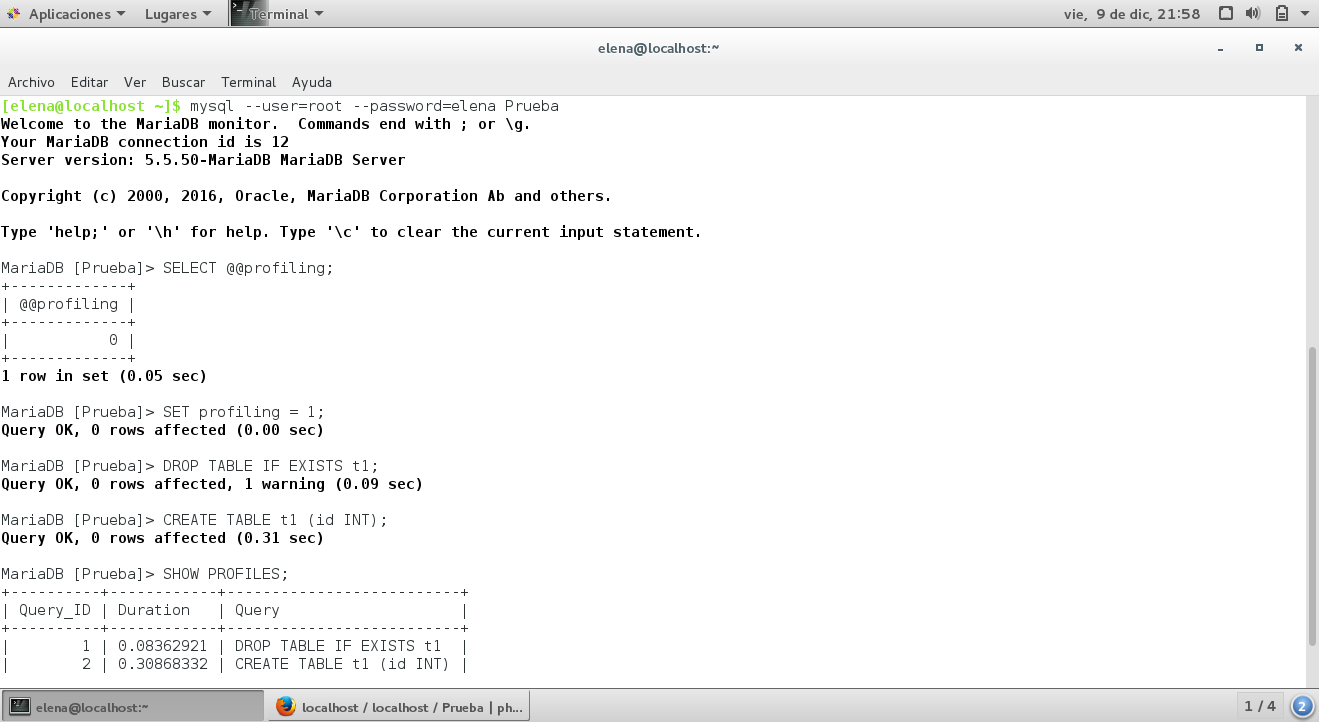 Aplicaciones Lugares Terminal vie, 9 de dic, 21:58
elena@localhost:~
Archivo Editar Ver Buscar Terminal Ayuda
[elena@localhost ~]$ mysql --user=root --password=elena Prueba
Welcome to the MariaDB monitor.  Commands end with ; or \g.
Your MariaDB connection id is 12
Server version: 5.5.50-MariaDB MariaDB Server
Copyright (c) 2000, 2016, Oracle, MariaDB Corporation Ab and others.
Type 'help;' or '\h' for help. Type '\c' to clear the current input statement.
MariaDB [Prueba]> SELECT @@profiling;
+-------------+
| @@profiling |
+-------------+
|           0 |
+-------------+
1 row in set (0.05 sec)
MariaDB [Prueba]> SET profiling = 1;
Query OK, 0 rows affected (0.00 sec)
MariaDB [Prueba]> DROP TABLE IF EXISTS t1;
Query OK, 0 rows affected, 1 warning (0.09 sec)
MariaDB [Prueba]> CREATE TABLE t1 (id INT);
Query OK, 0 rows affected (0.31 sec)
MariaDB [Prueba]> SHOW PROFILES;
+----------+------------+--------------------------+
| Query_ID | Duration   | Query                    |
+----------+------------+--------------------------+
|        1 | 0.08362921 | DROP TABLE IF EXISTS t1  |
|        2 | 0.30868332 | CREATE TABLE t1 (id INT) |
elena@localhost:~ localhost / localhost / Prueba | ph... 1 / 4 2